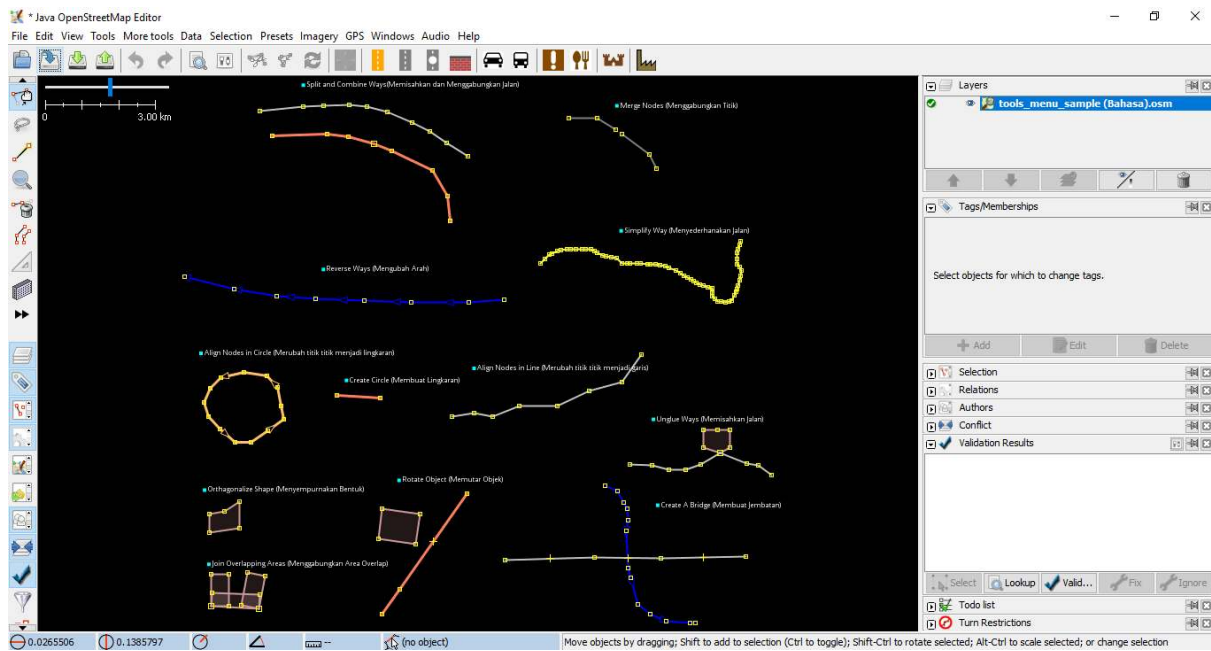 * Java OpenStreetMap Editor
File Edit View Tools More tools Data Selection Presets Imagery GPS Windows Audio Help
0 3.00 km
Split and Combine Ways(Memisahkan dan Menggabungkan Jalan)
Merge Nodes (Menggabungkan Titik)
Simplify Way (Menyederhanakan Jalan)
Reverse Ways (Mengubah Arah)
Align Nodes in Circle (Merubah titik titik menjadi lingkaran)
Create Circle (Membuat Lingkaran)
Align Nodes in Line (Merubah titik titik menjadi garis)
Unglue Ways (Memisahkan Jalan)
Orthagonalize Shape (Menyempurnakan Bentuk)
Rotate Object (Memutar Objek)
Create A Bridge (Membuat Jembatan)
Join Overlapping Areas (Menggabungkan Area Overlap)
Layers
tools_menu_sample (Bahasa).osm
Tags/Memberships
Select objects for which to change tags.
Add Edit Delete
Selection
Relations
Authors
Conflict
Validation Results
Select Lookup Valid... Fix Ignore
Todo list
Turn Restrictions
0.0265506 0.1385797 -- (no object) Move objects by dragging; Shift to add to selection (Ctrl to toggle); Shift-Ctrl to rotate selected; Alt-Ctrl to scale selected; or change selection